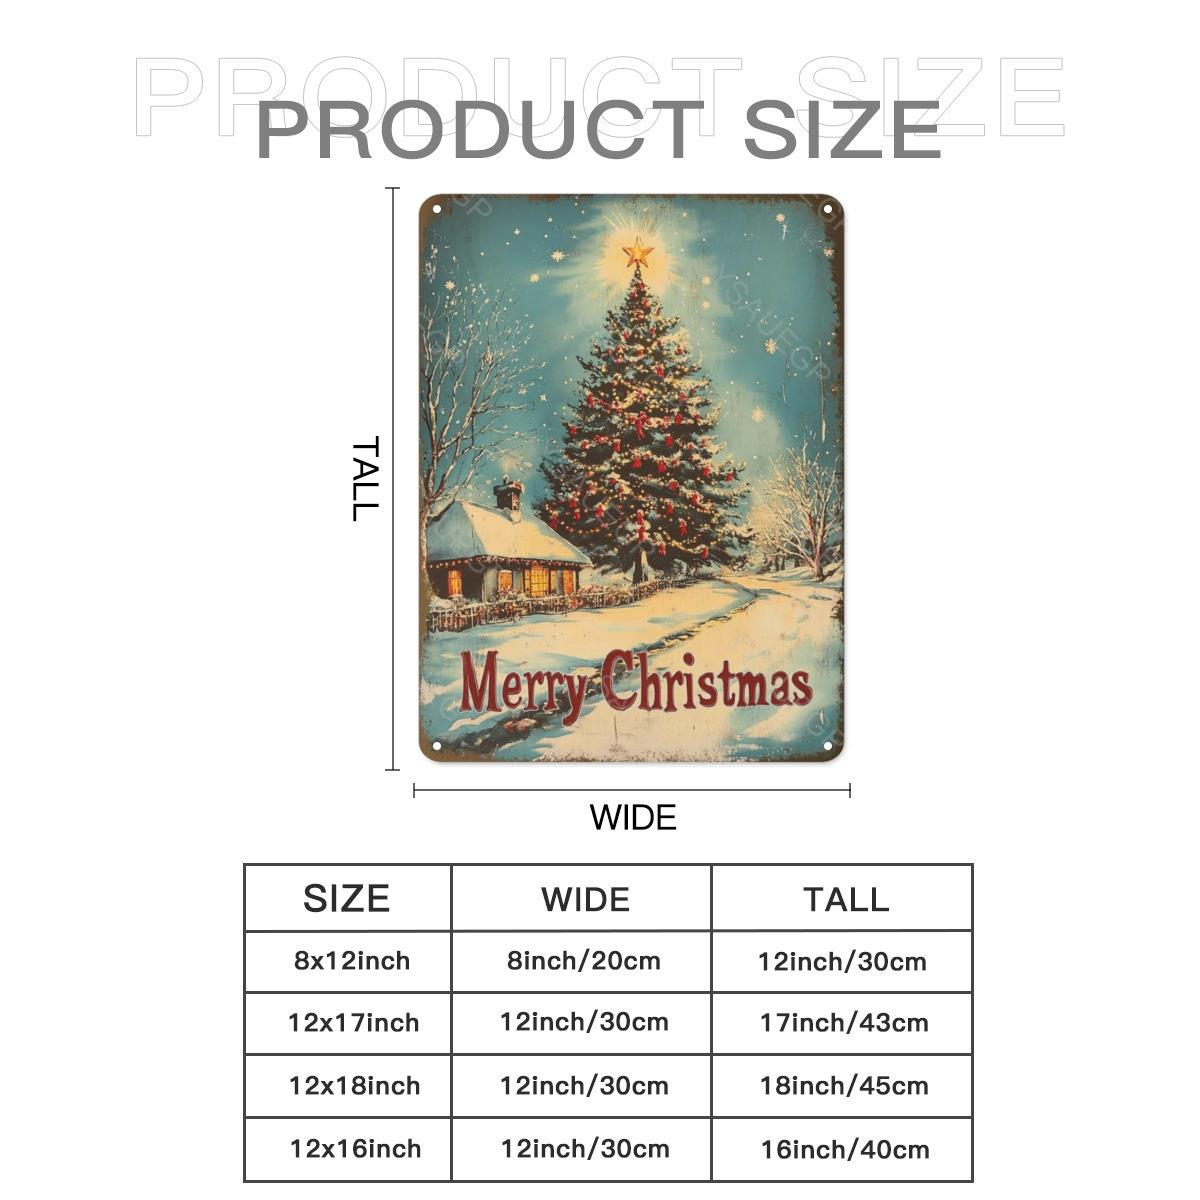 PRODUCT SIZE
PRODUCT SIZE
TALL
YSAUEGP
Merry Christmas
WIDE
SIZE WIDE TALL
8x12inch 8inch/20cm 12inch/30cm
12x17inch 12inch/30cm 17inch/43cm
12x18inch 12inch/30cm 18inch/45cm
12x16inch 12inch/30cm 16inch/40cm